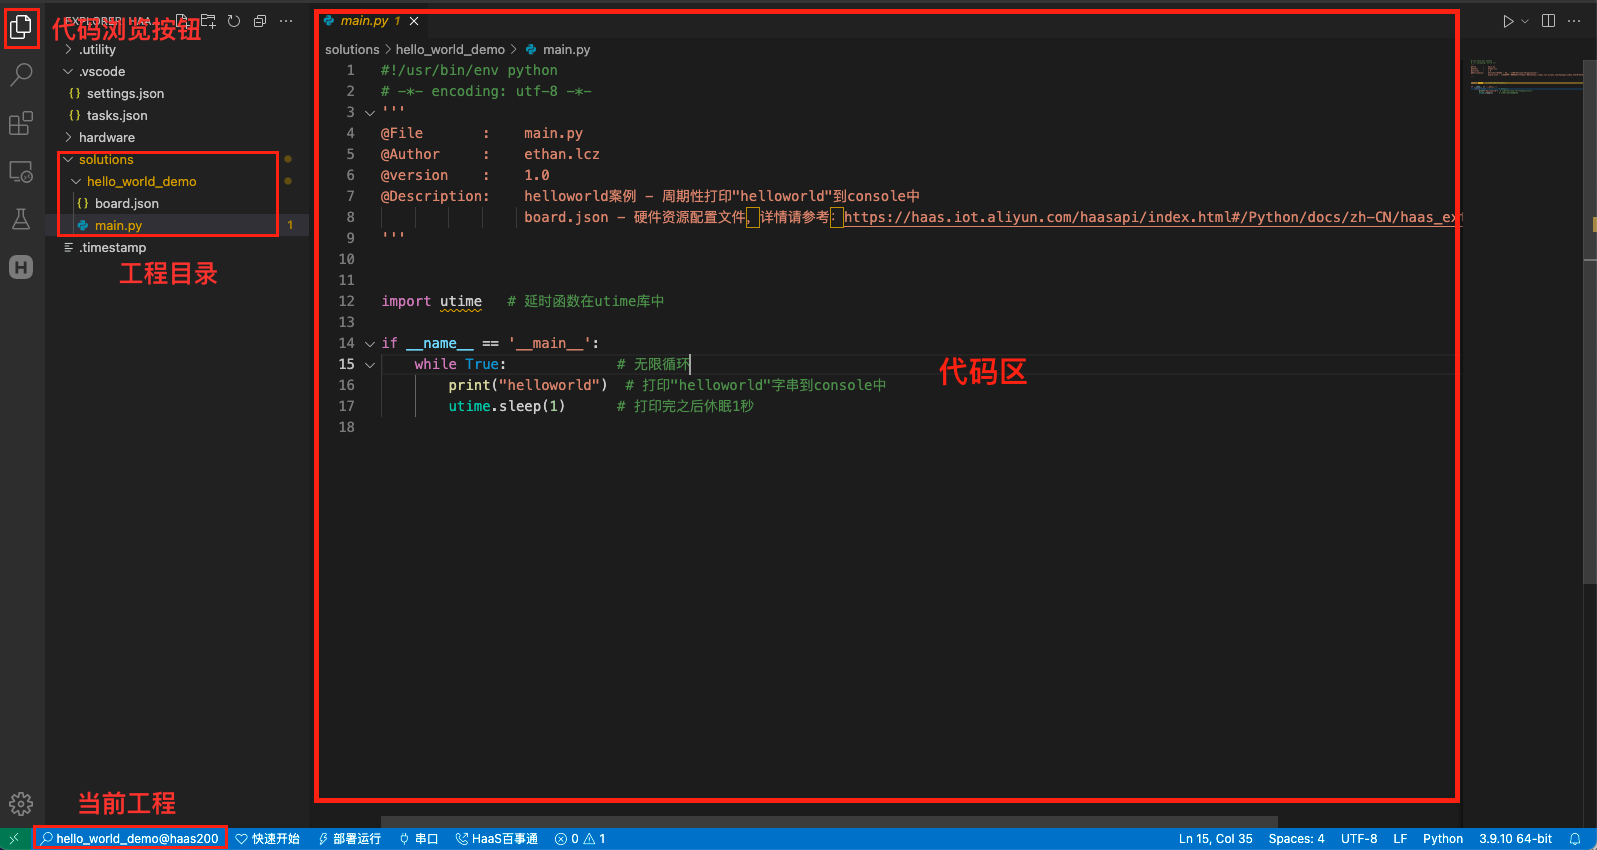 代码浏览按钮
.utility
.vscode
{} settings.json
{} tasks.json
hardware
solutions
hello_world_demo
{} board.json
main.py 1
.timestamp
工程目录
当前工程
main.py 1
solutions > hello_world_demo > main.py
1 #!/usr/bin/env python
2 # -*- encoding: utf-8 -*-
3 '''
4 @File : main.py
5 @Author : ethan.lcz
6 @version : 1.0
7 @Description: helloworld案例 - 周期性打印"helloworld"到console中
8 board.json - 硬件资源配置文件，详情请参考：https://haas.iot.aliyun.com/haasapi/index.html#/Python/docs/zh-CN/haas_ex
9 '''
10
11
12 import utime # 延时函数在utime库中
13
14 if __name__ == '__main__':
15 while True: # 无限循环
16 print("helloworld") # 打印"helloworld"字串到console中
17 utime.sleep(1) # 打印完之后休眠1秒
18
代码区
H
hello_world_demo@haas200 快速开始 部署运行 串口 HaaS百事通 0 1 Ln 15, Col 35 Spaces: 4 UTF-8 LF Python 3.9.10 64-bit